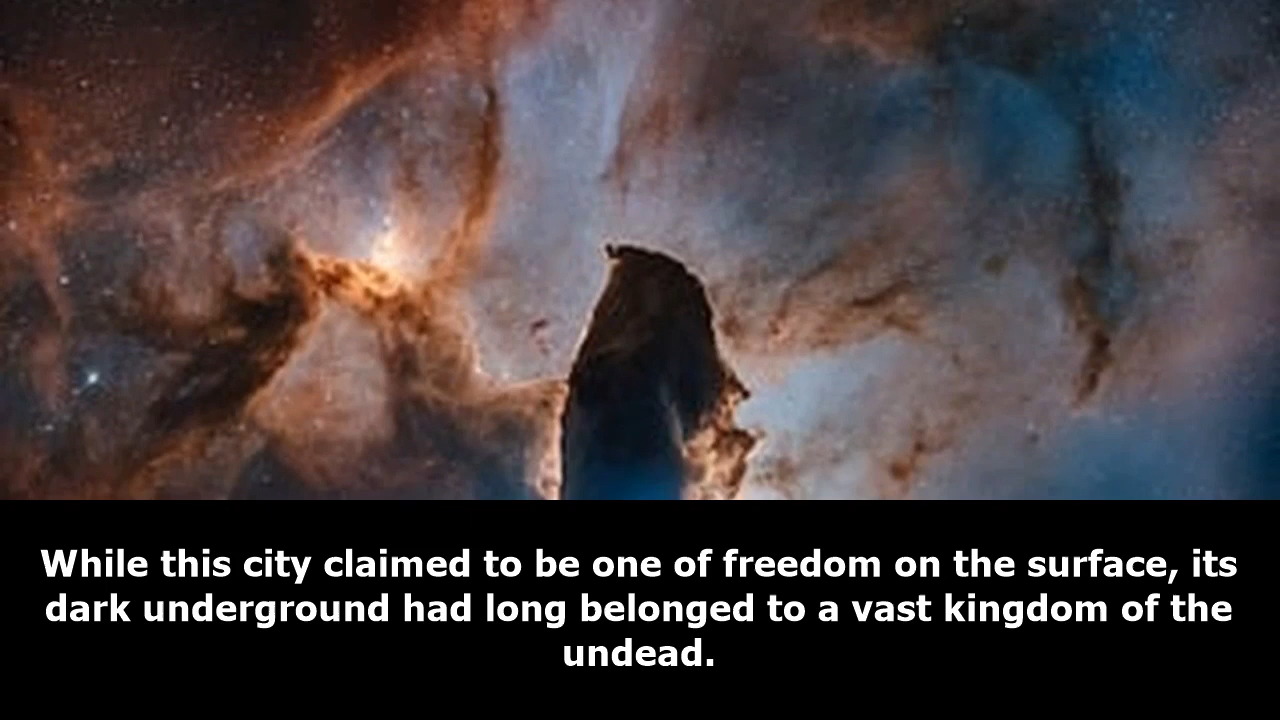 While this city claimed to be one of freedom on the surface, its
dark underground had long belonged to a vast kingdom of the
undead.